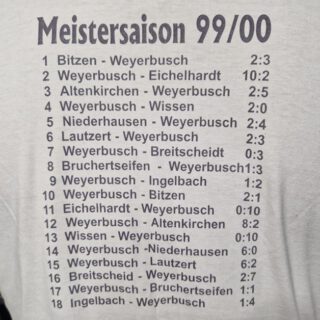 Meistersaison 99/00
1 Bitzen - Weyerbusch 2:3
2 Weyerbusch - Eichelhardt 10:2
3 Altenkirchen - Weyerbusch 2:5
4 Weyerbusch - Wissen 2:0
5 Niederhausen - Weyerbusch 2:4
6 Lautzert - Weyerbusch 2:3
7 Weyerbusch - Breitscheidt 0:3
8 Bruchertseifen - Weyerbusch 1:3
9 Weyerbusch - Ingelbach 1:2
10 Weyerbusch - Bitzen 2:1
11 Eichelhardt - Weyerbusch 0:10
12 Weyerbusch - Altenkirchen 8:2
13 Wissen - Weyerbusch 0:10
14 Weyerbusch -Niederhausen 6:0
15 Weyerbusch - Lautzert 6:2
16 Breitscheid - Weyerbusch 2:7
17 Weyerbusch - Bruchertseifen 1:1
18 Ingelbach - Weyerbusch 1:4